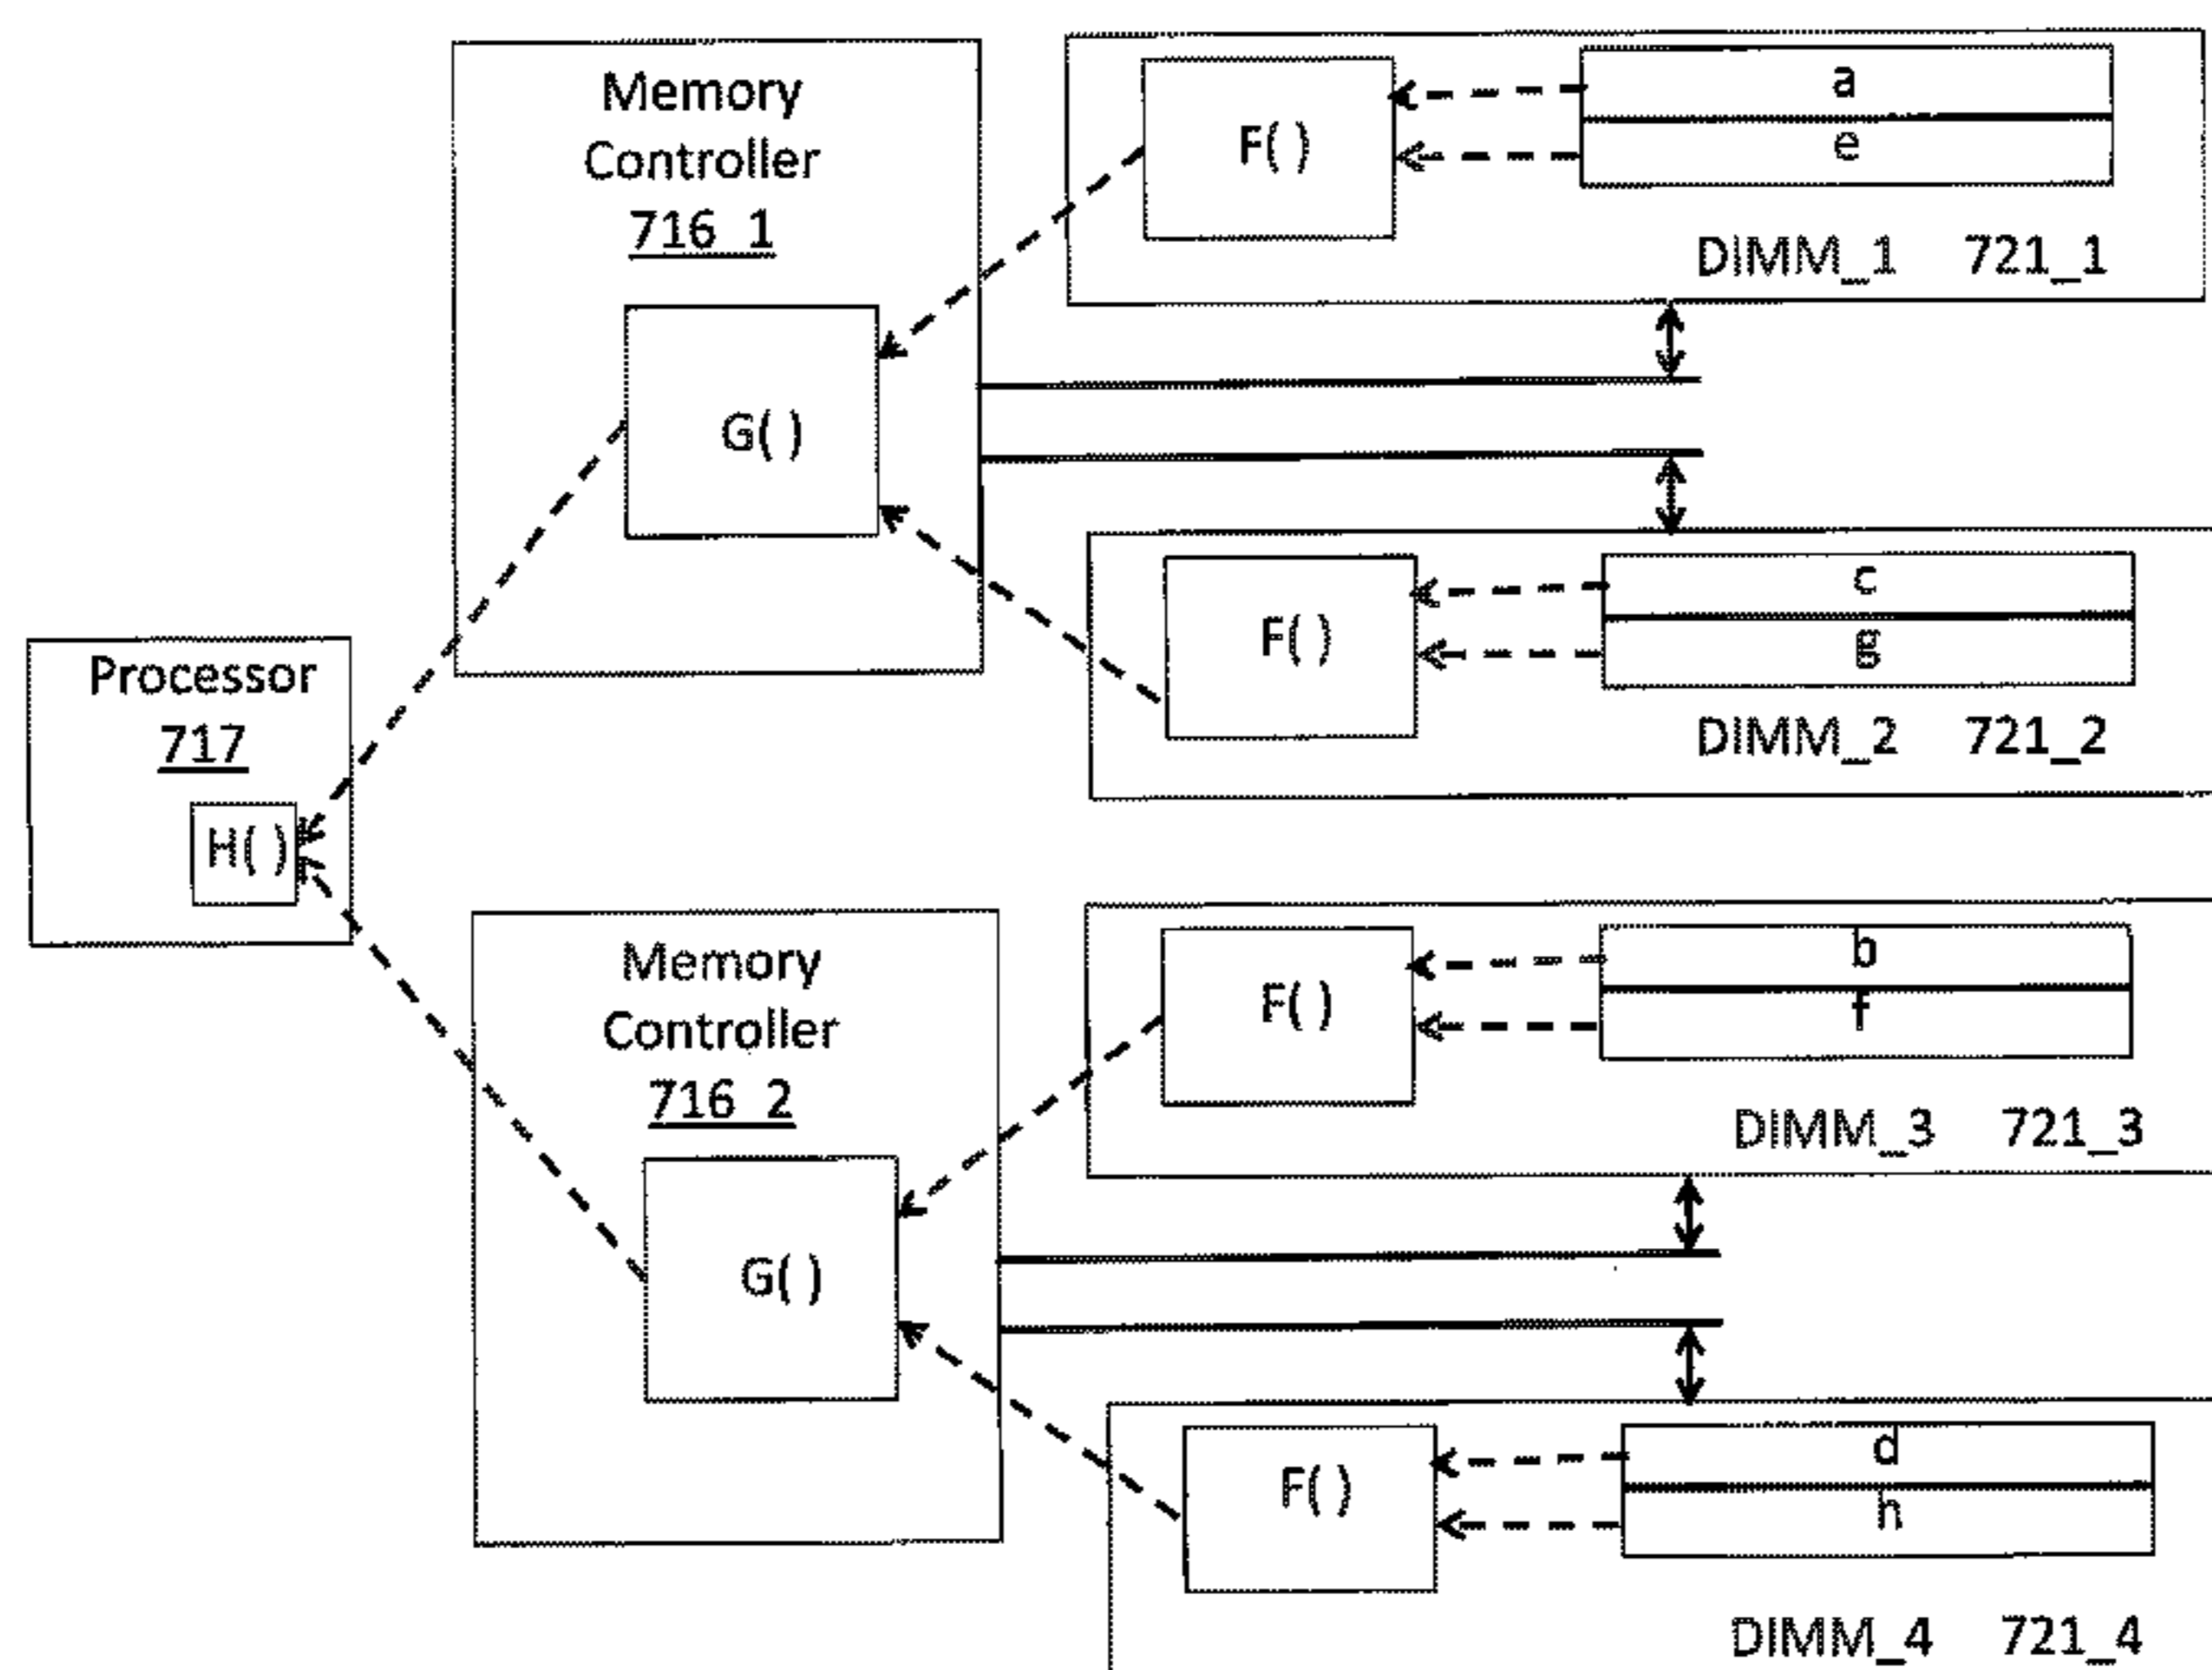 Memory
Controller
716_1
G( )
F( )
a
e
DIMM_1 721_1
F( )
c
g
DIMM_2 721_2
Processor
717
H( )
Memory
Controller
716_2
G( )
F( )
b
f
DIMM_3 721_3
F( )
d
h
DIMM_4 721_4